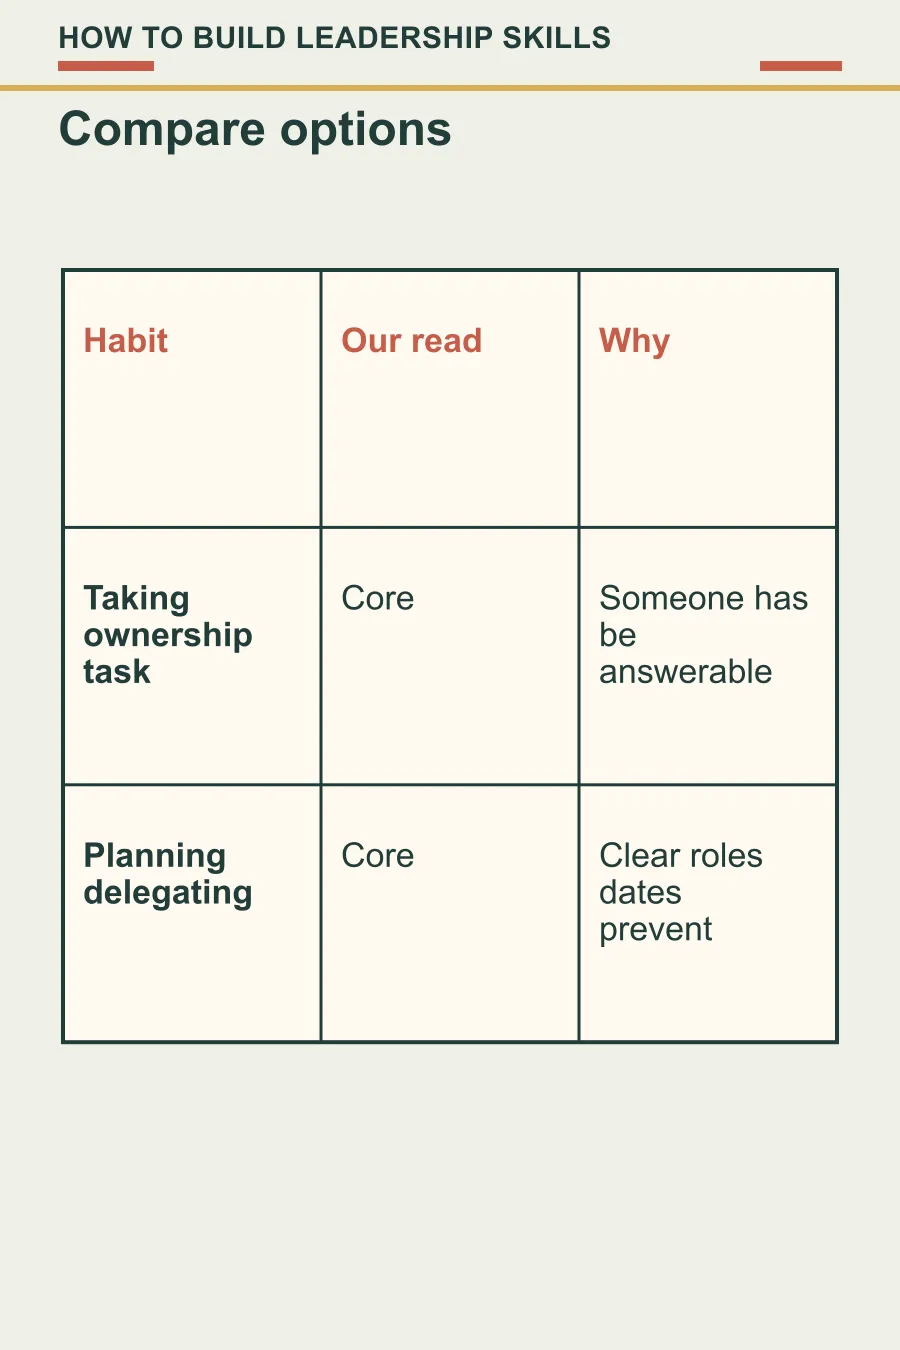 HOW TO BUILD LEADERSHIP SKILLS
Compare options
Habit
Our read
Why
Taking
ownership
task
Core
Someone has
be
answerable
Planning
delegating
Core
Clear roles
dates
prevent